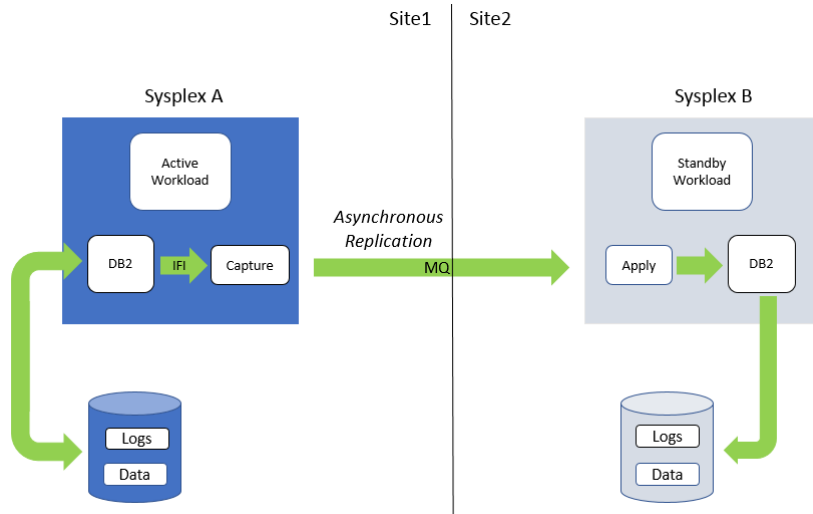 Site1
Site2
Sysplex A
Sysplex B
Active
Workload
Standby
Workload
Asynchronous
Replication
DB2
IFI
Capture
MQ
Apply
DB2
Logs
Data
Logs
Data